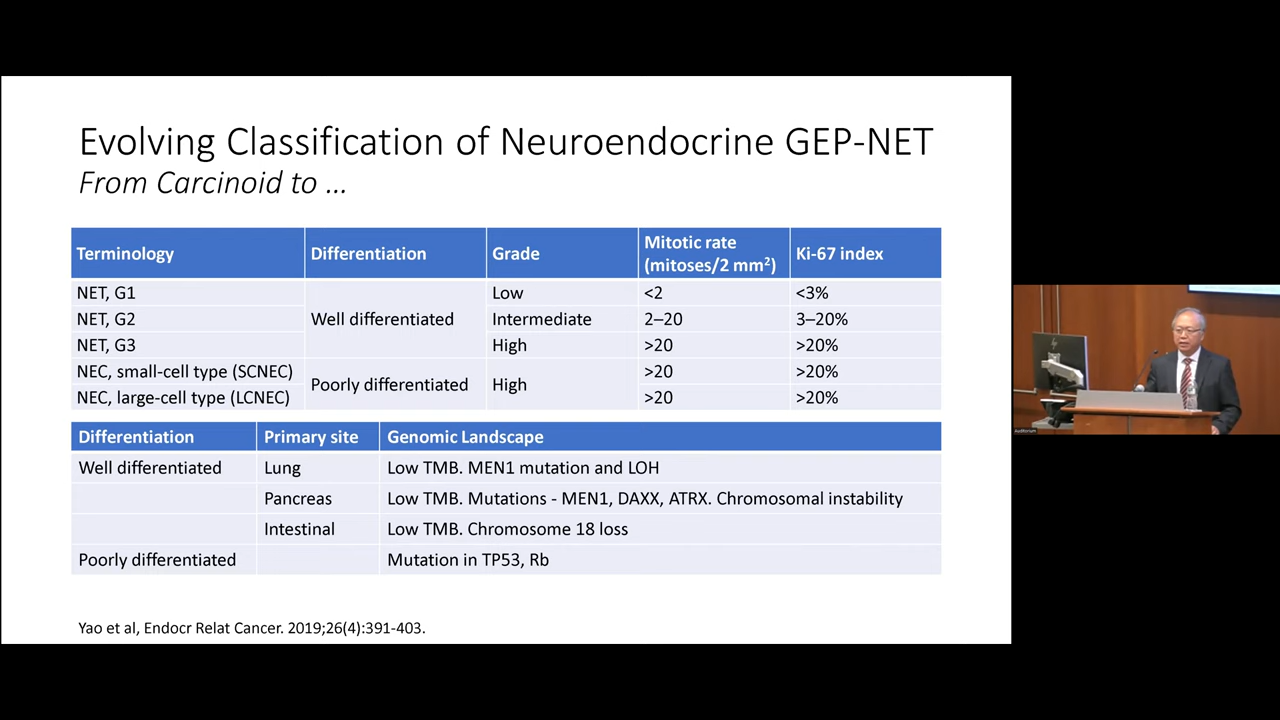 Evolving Classification of Neuroendocrine GEP-NET
From Carcinoid to ...
Terminology Differentiation Grade Mitotic rate (mitoses/2 mm²) Ki-67 index
NET, G1 Well differentiated Low <2 <3%
NET, G2 Intermediate 2–20 3–20%
NET, G3 High >20 >20%
NEC, small-cell type (SCNEC) Poorly differentiated High >20 >20%
NEC, large-cell type (LCNEC) >20 >20%
Differentiation Primary site Genomic Landscape
Well differentiated Lung Low TMB. MEN1 mutation and LOH
Pancreas Low TMB. Mutations - MEN1, DAXX, ATRX. Chromosomal instability
Intestinal Low TMB. Chromosome 18 loss
Poorly differentiated Mutation in TP53, Rb
Yao et al, Endocr Relat Cancer. 2019;26(4):391-403.
Auditorium